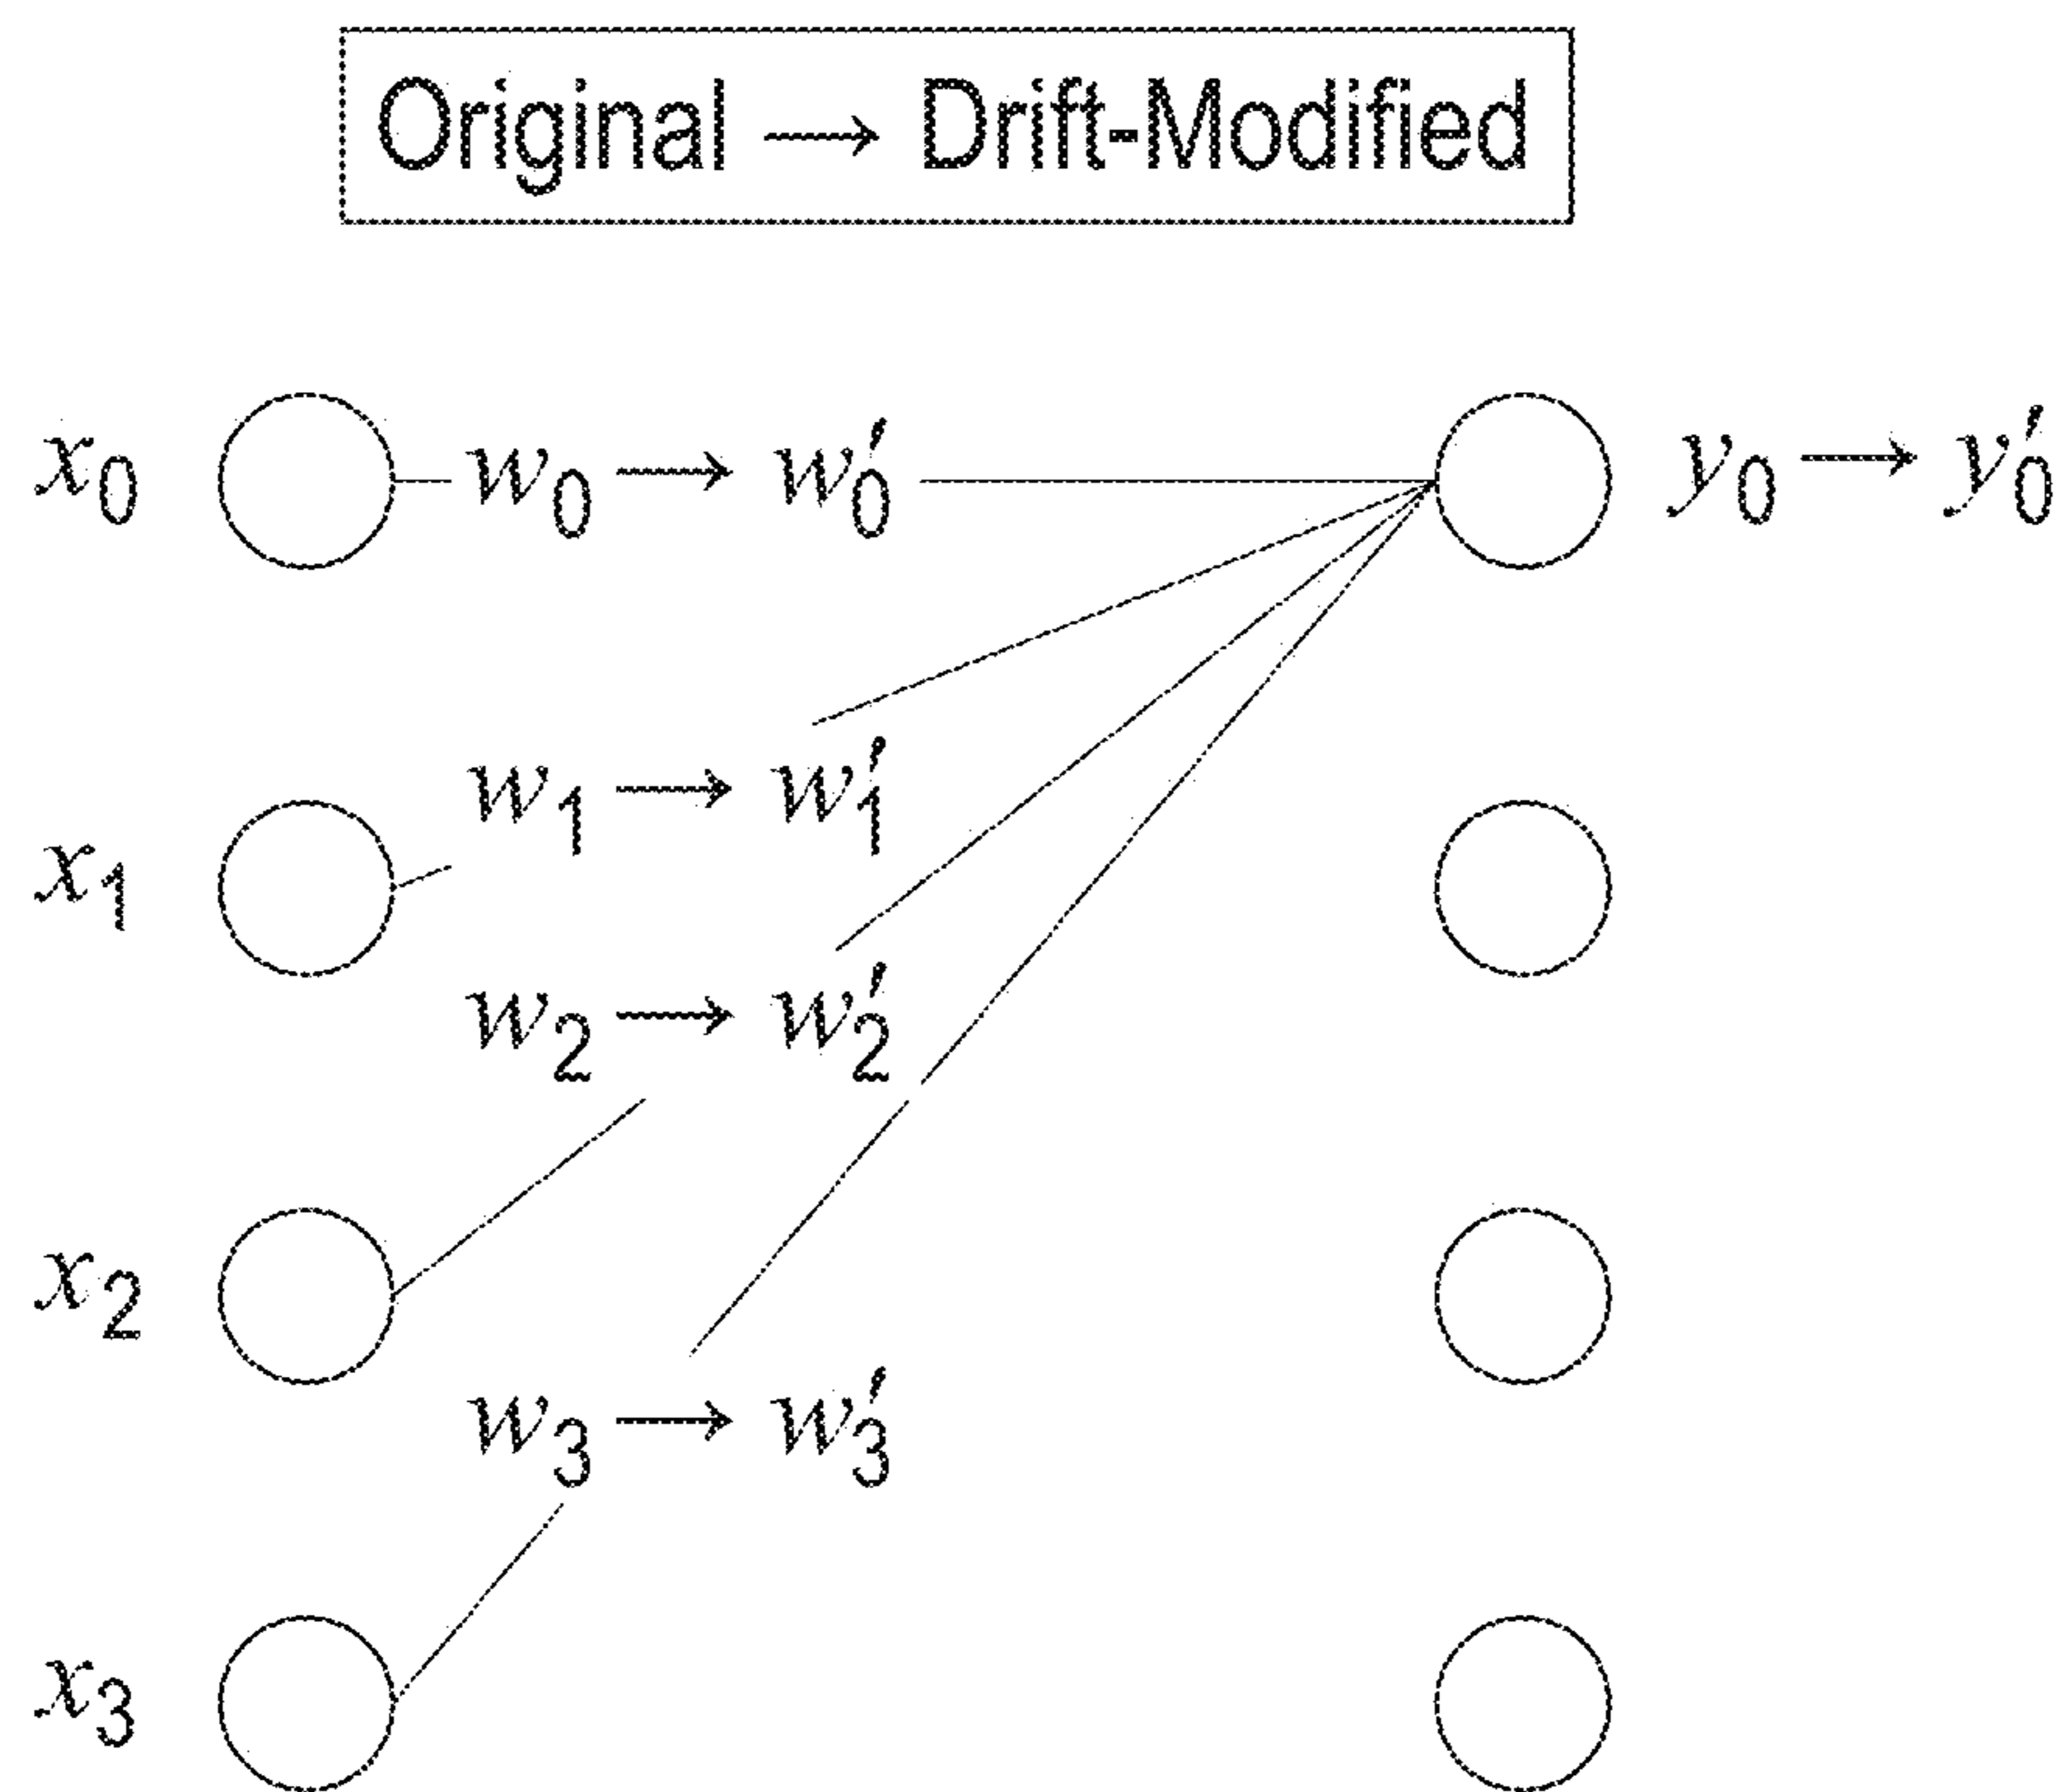 Original → Drift-Modified
x₀ w₀ → w₀′ y₀ → y₀′
w₁ → w₁′
x₁
w₂ → w₂′
x₂
w₃ → w₃′
x₃